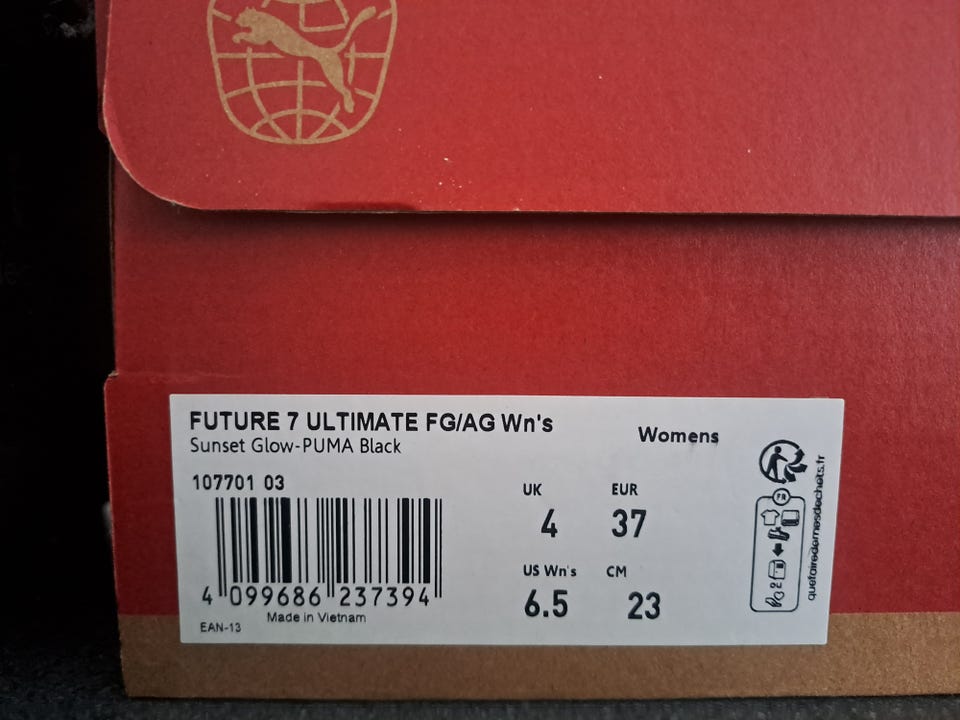 FUTURE 7 ULTIMATE FG/AG Wn's
Sunset Glow-PUMA Black
Womens
107701 03
UK EUR
4 37
US Wn's CM
6.5 23
4 099686 237394
Made in Vietnam
EAN-13
FR
quefairedemesdechets.fr